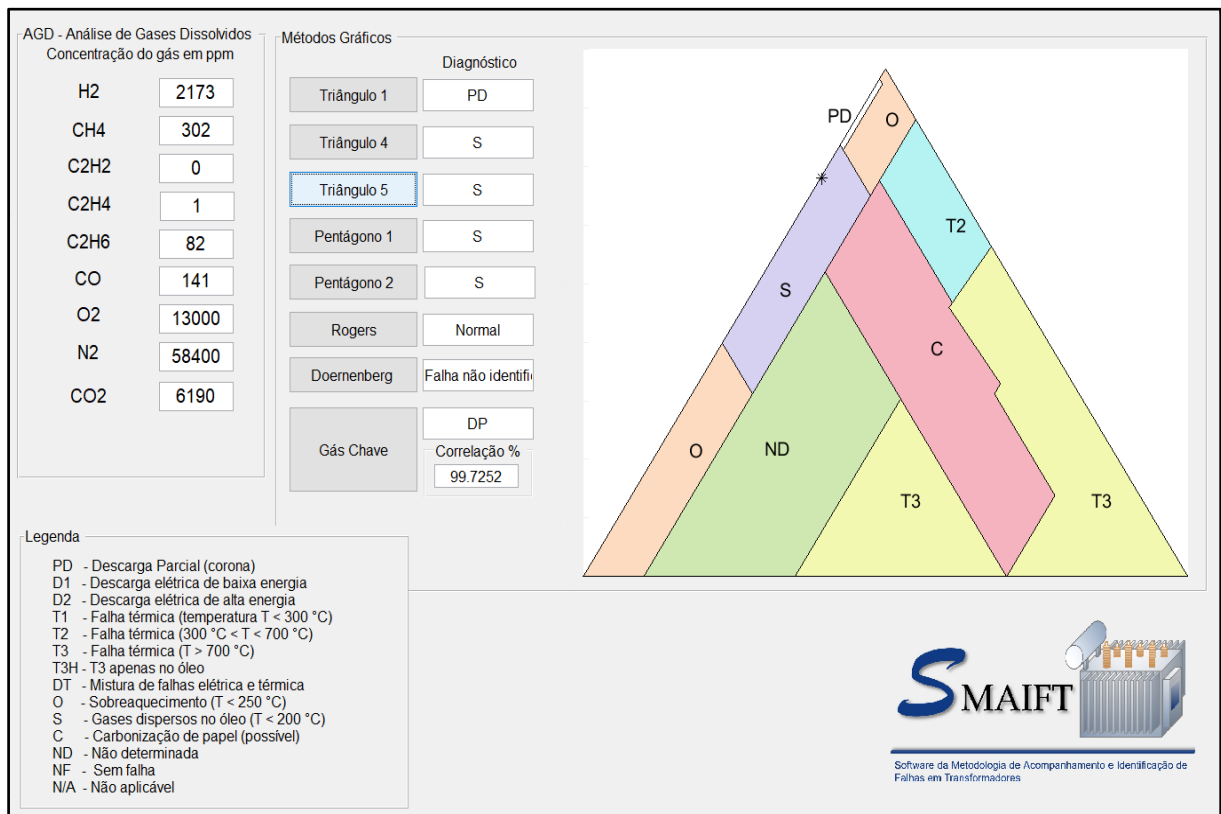 AGD - Análise de Gases Dissolvidos
Concentração do gás em ppm
H2 2173
CH4 302
C2H2 0
C2H4 1
C2H6 82
CO 141
O2 13000
N2 58400
CO2 6190
Métodos Gráficos
Diagnóstico
Triângulo 1 PD
Triângulo 4 S
Triângulo 5 S
Pentágono 1 S
Pentágono 2 S
Rogers Normal
Doernenberg Falha não identifi
Gás Chave DP
Correlação %
99.7252
PD
O
T2
S
C
O
ND
T3
T3
Legenda
PD - Descarga Parcial (corona)
D1 - Descarga elétrica de baixa energia
D2 - Descarga elétrica de alta energia
T1 - Falha térmica (temperatura T < 300 °C)
T2 - Falha térmica (300 °C < T < 700 °C)
T3 - Falha térmica (T > 700 °C)
T3H - T3 apenas no óleo
DT - Mistura de falhas elétrica e térmica
O - Sobreaquecimento (T < 250 °C)
S - Gases dispersos no óleo (T < 200 °C)
C - Carbonização de papel (possível)
ND - Não determinada
NF - Sem falha
N/A - Não aplicável
SMAIFT
Software da Metodologia de Acompanhamento e Identificação de
Falhas em Transformadores